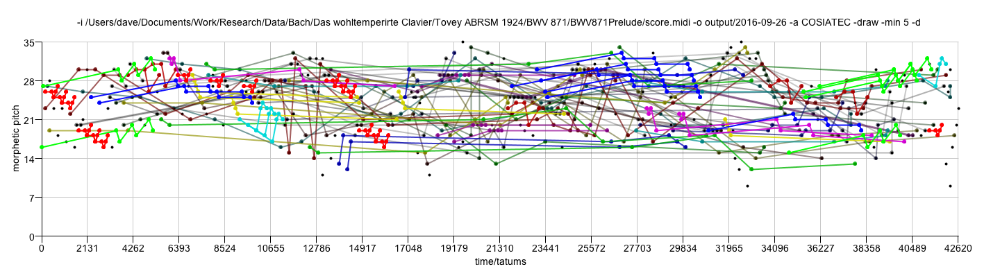 -i /Users/dave/Documents/Work/Research/Data/Bach/Das wohltemperirte Clavier/Tovey ABRSM 1924/BWV 871/BWV871Prelude/score.midi -o output/2016-09-26 -a COSIATEC -draw -min 5 -d
35
28
21
14
7
0
morphetic pitch
0 2131 4262 6393 8524 10655 12786 14917 17048 19179 21310 23441 25572 27703 29834 31965 34096 36227 38358 40489 42620
time/tatums